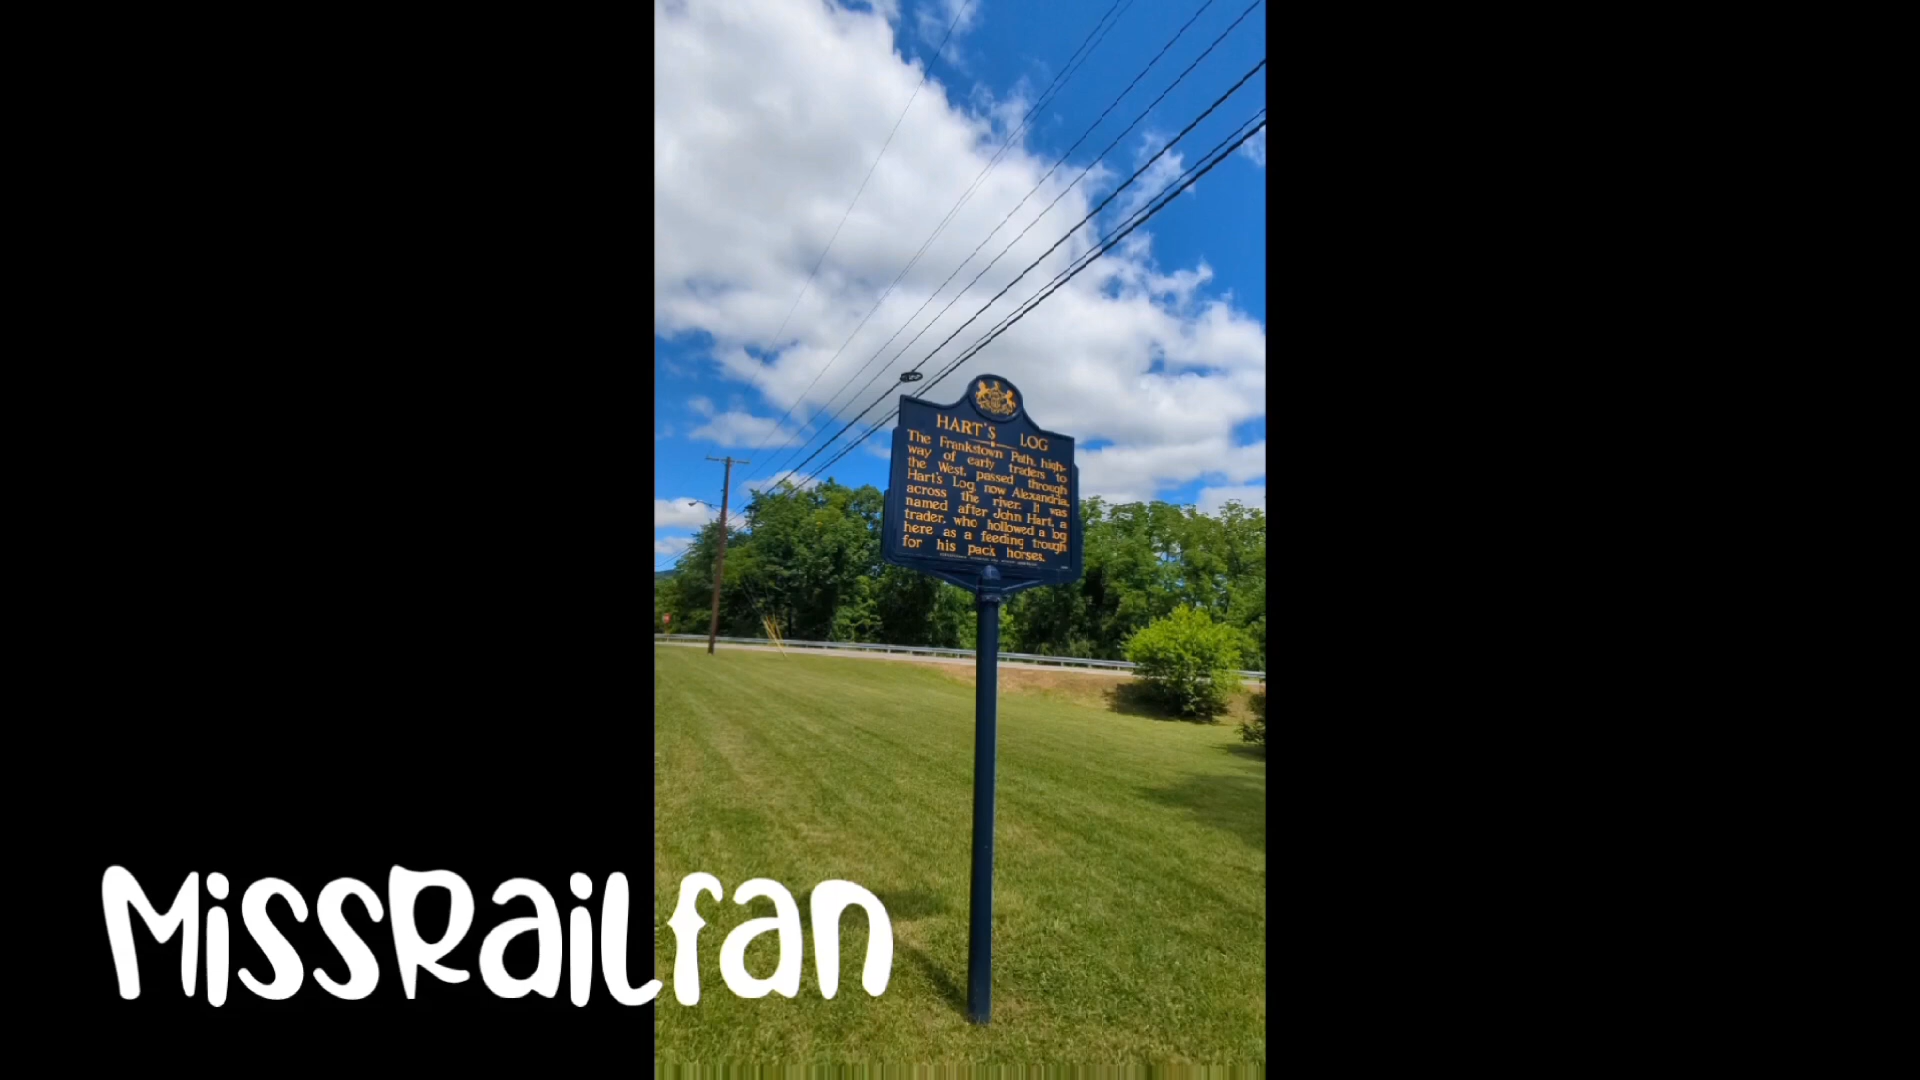 HART'S LOG
The Frankstown Path, high-
way of early traders to
the West, passed through
Hart's Log, now Alexandria,
across the river. It was
named after John Hart, a
trader, who hollowed a log
here as a feeding trough
for his pack horses.
MissRailfan